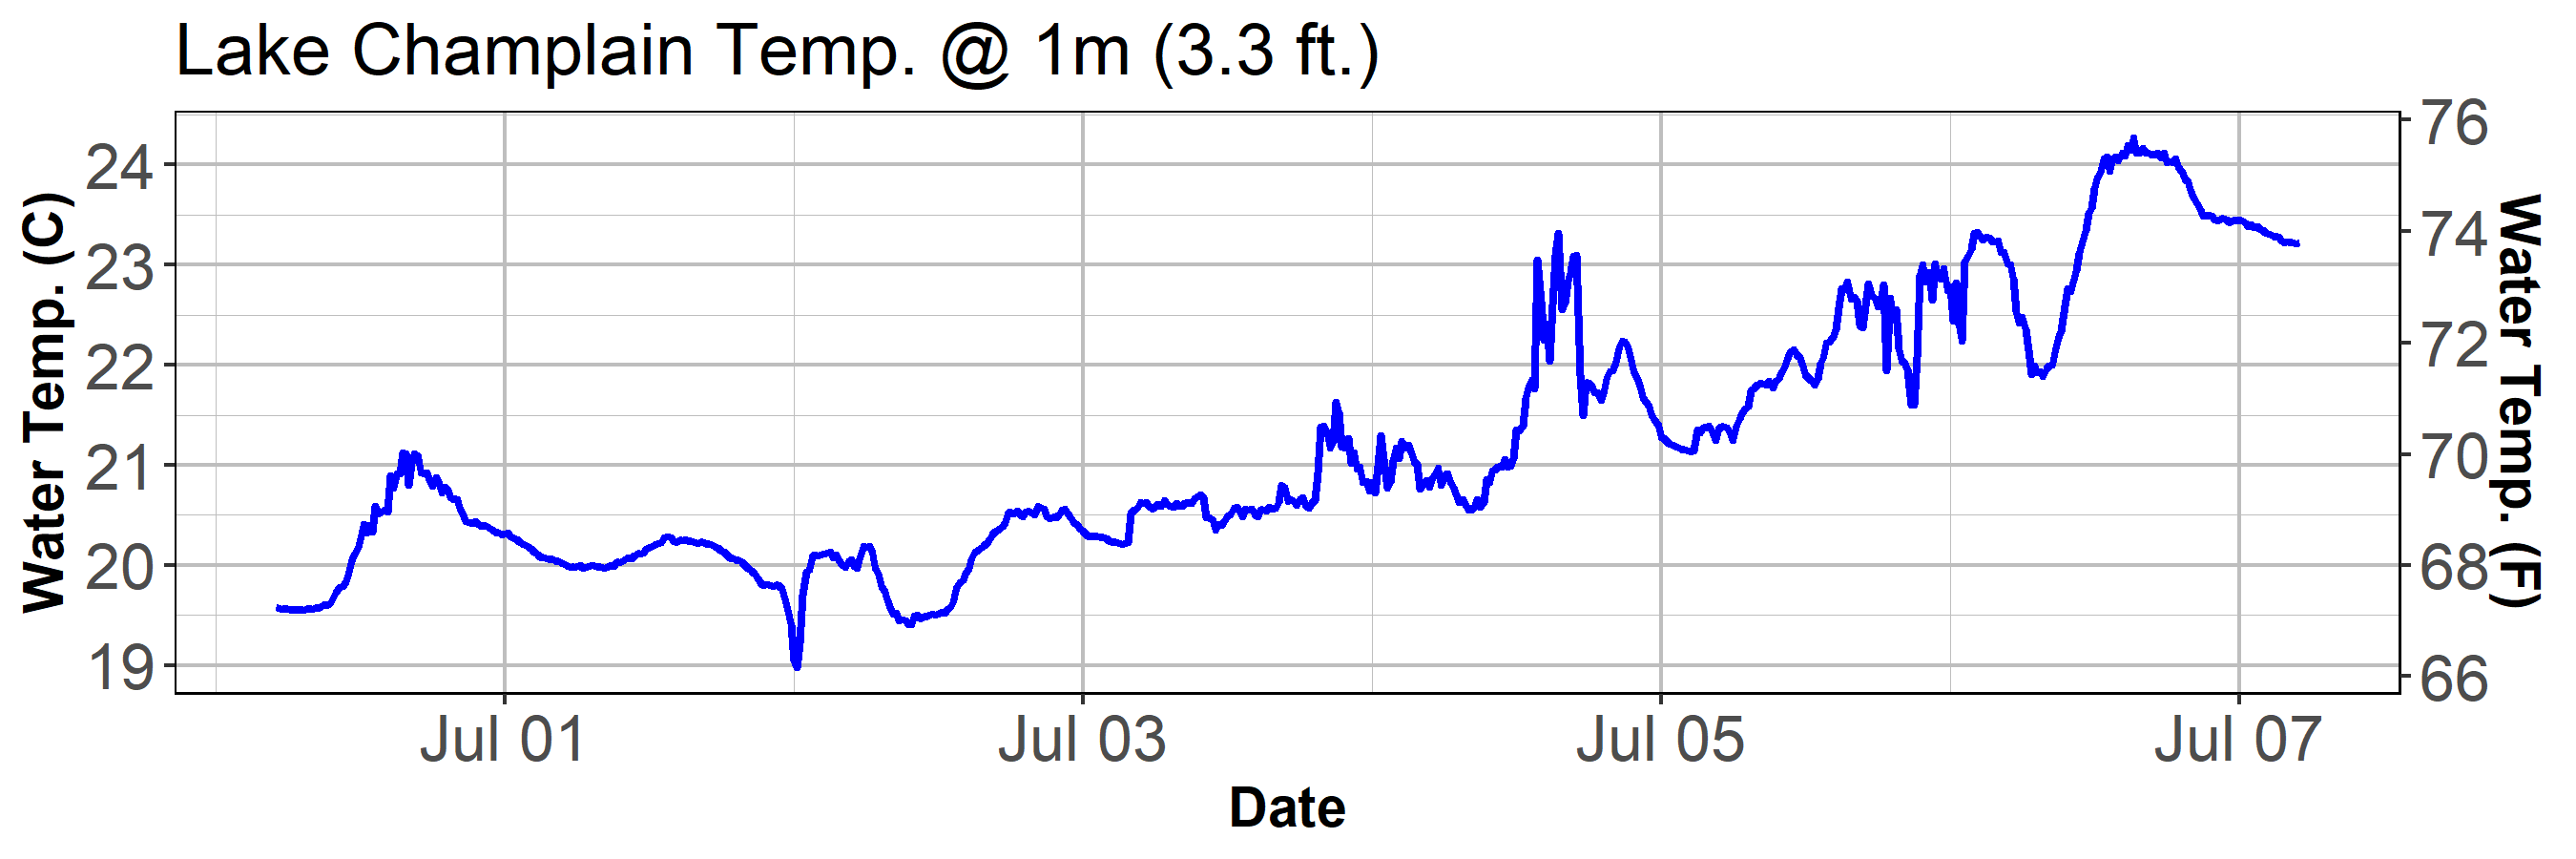 Lake Champlain Temp. @ 1m (3.3 ft.)
Water Temp. (C)
24
23
22
21
20
19
76
74
72
70
68
66
Water Temp. (F)
Jul 01
Jul 03
Jul 05
Jul 07
Date